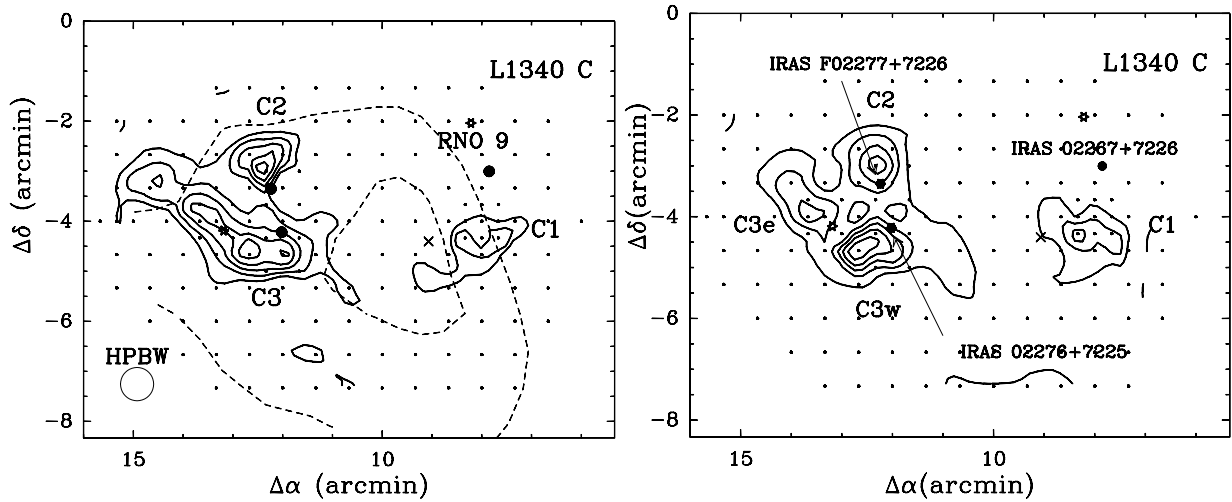 L1340 C
C2
RNO 9
C1
C3
HPBW
0
−2
−4
−6
−8
15
10
Δα (arcmin)
Δδ (arcmin)
L1340 C
IRAS F02277+7226
C2
IRAS 02267+7226
C3e
C1
C3w
IRAS 02276+7225
0
−2
−4
−6
−8
15
10
Δα(arcmin)
Δδ(arcmin)